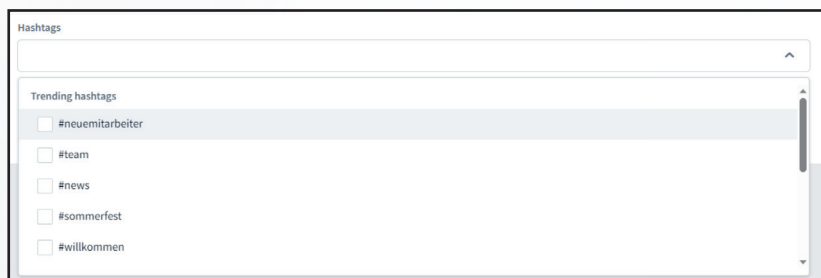 Hashtags
Trending hashtags
#neuemitarbeiter
#team
#news
#sommerfest
#willkommen